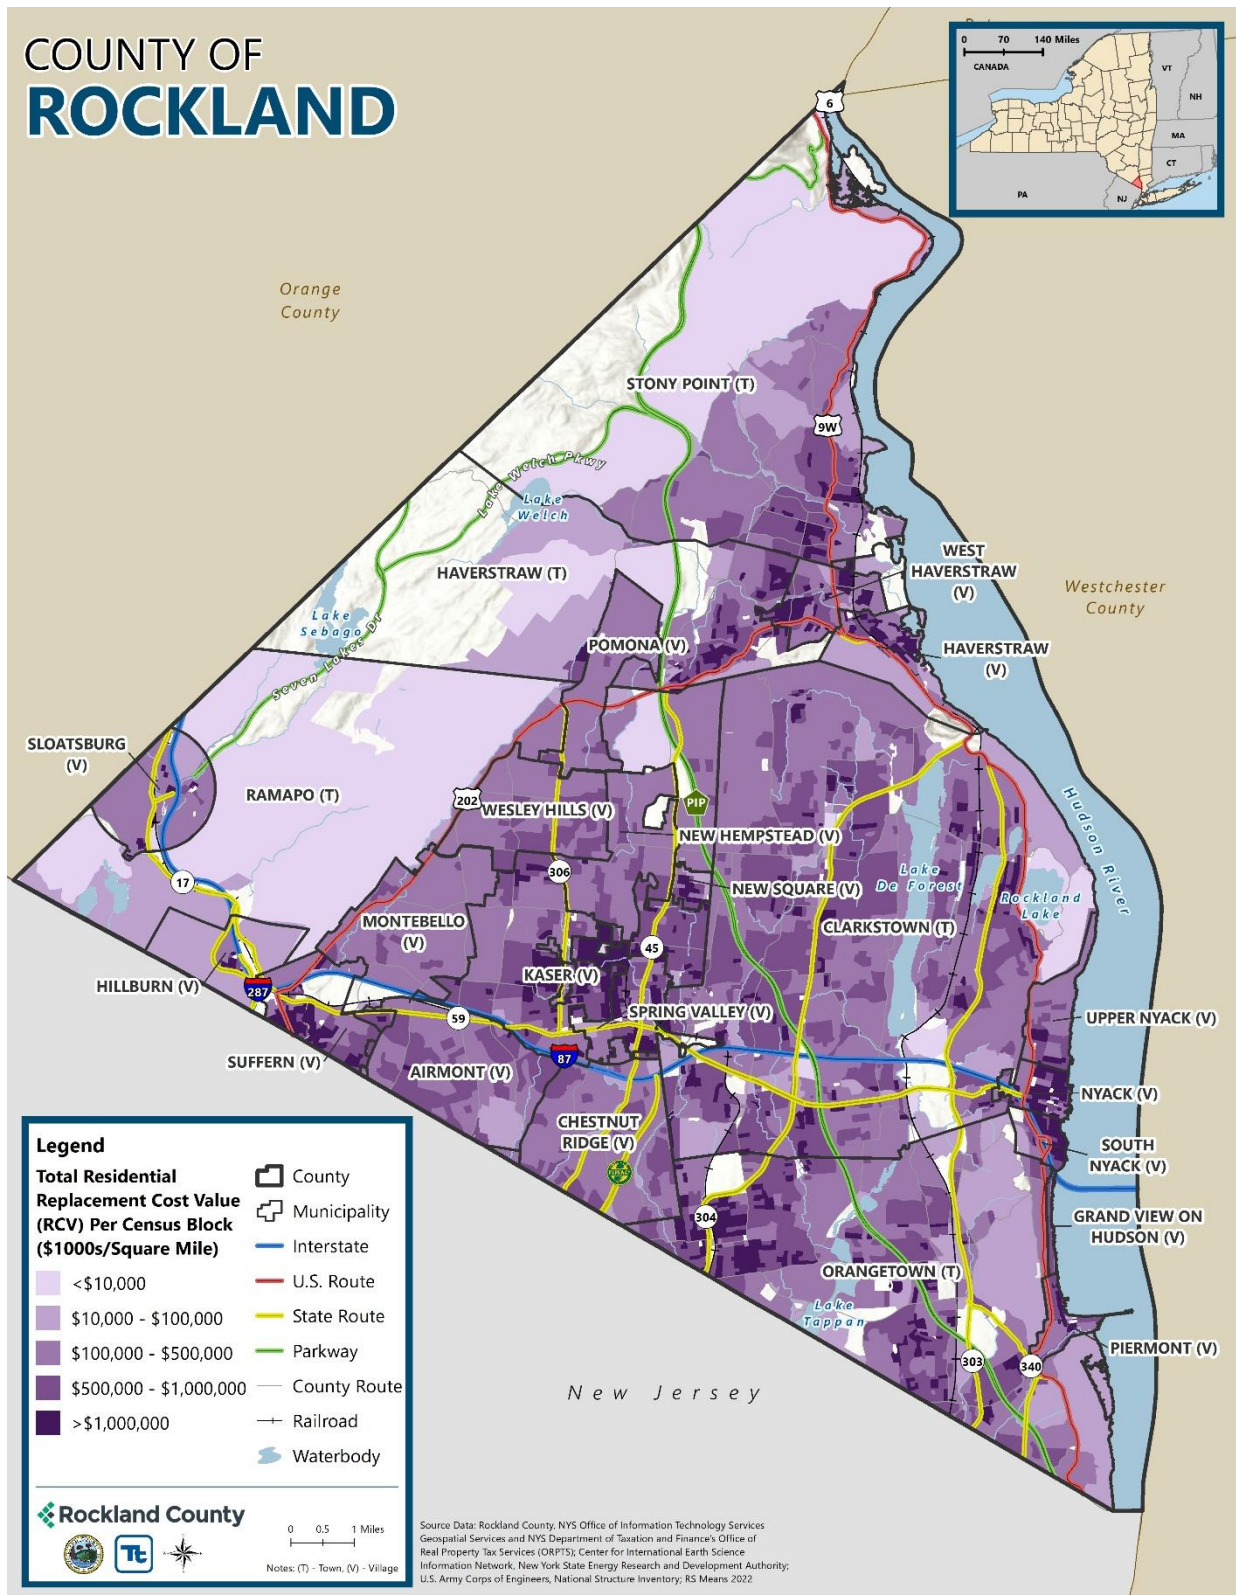 COUNTY OF
ROCKLAND
0 70 140 Miles
CANADA
VT
NH
MA
CT
PA
NJ
6
Orange
County
STONY POINT (T)
9W
Lake Welch Pkwy
Lake
Welch
WEST
HAVERSTRAW
(V)
HAVERSTRAW (T)
Westchester
County
Lake
Sebago
Seven Lakes Dr
POMONA (V)
HAVERSTRAW
(V)
SLOATSBURG
(V)
RAMAPO (T)
202
WESLEY HILLS (V)
PIP
NEW HEMPSTEAD (V)
Hudson River
17
306
NEW SQUARE (V)
Lake
De Forest
Rockland
Lake
MONTEBELLO
(V)
CLARKSTOWN (T)
45
KASER (V)
HILLBURN (V)
287
59
SPRING VALLEY (V)
UPPER NYACK (V)
SUFFERN (V)
87
AIRMONT (V)
NYACK (V)
CHESTNUT
RIDGE (V)
SOUTH
NYACK (V)
304
GRAND VIEW ON
HUDSON (V)
ORANGETOWN (T)
Lake
Tappan
303
340
PIERMONT (V)
New Jersey
Legend
Total Residential
Replacement Cost Value
(RCV) Per Census Block
($1000s/Square Mile)
<$10,000
$10,000 - $100,000
$100,000 - $500,000
$500,000 - $1,000,000
>$1,000,000
County
Municipality
Interstate
U.S. Route
State Route
Parkway
County Route
Railroad
Waterbody
Rockland County
Tt
0 0.5 1 Miles
Notes: (T) - Town, (V) - Village
Source Data: Rockland County, NYS Office of Information Technology Services
Geospatial Services and NYS Department of Taxation and Finance's Office of
Real Property Tax Services (ORPTS); Center for International Earth Science
Information Network, New York State Energy Research and Development Authority;
U.S. Army Corps of Engineers, National Structure Inventory; RS Means 2022